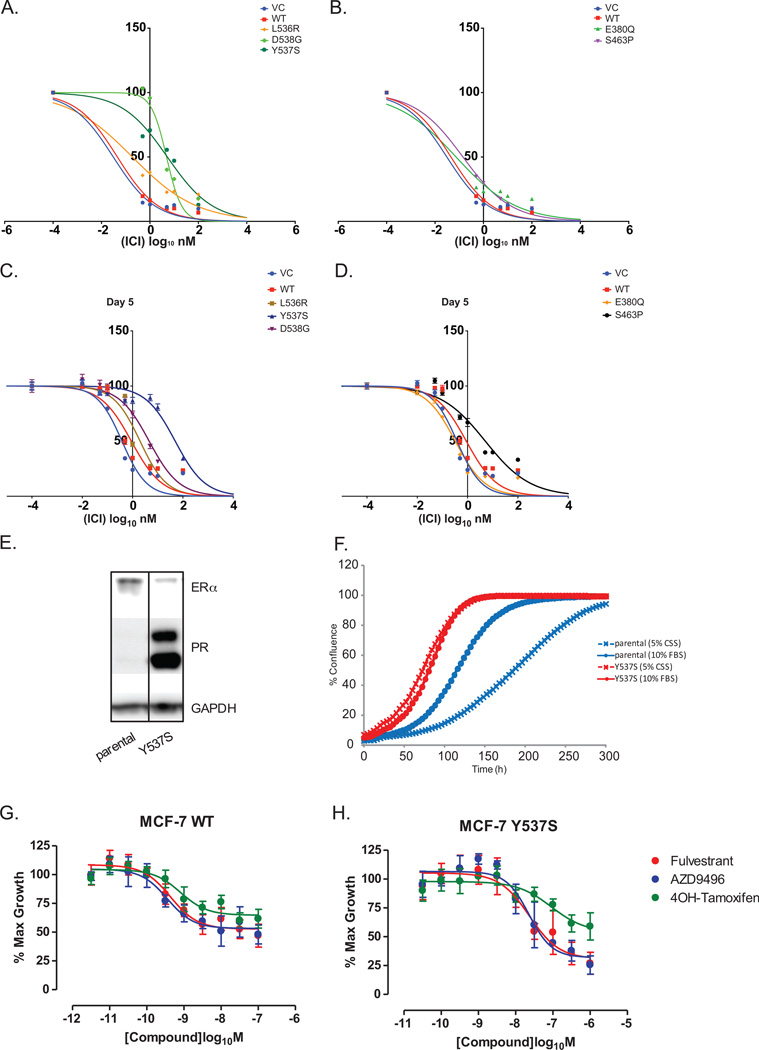 A.
VC
WT
L536R
D538G
Y537S
150
100
50
-6 -4 -2 0 2 4 6
(ICI) log10 nM
B.
VC
WT
E380Q
S463P
150
100
50
-6 -4 -2 0 2 4 6
(ICI) log10 nM
C.
Day 5
VC
WT
L536R
Y537S
D538G
150
100
50
-4 -2 0 2 4
(ICI) log10 nM
D.
Day 5
VC
WT
E380Q
S463P
150
100
50
-4 -2 0 2 4
(ICI) log10 nM
E.
ERα
PR
GAPDH
parental Y537S
F.
% Confluence
120
100
80
60
40
20
0
0 50 100 150 200 250 300
Time (h)
parental (5% CSS)
parental (10% FBS)
Y537S (5% CSS)
Y537S (10% FBS)
G.
MCF-7 WT
% Max Growth
125
100
75
50
25
0
-12 -11 -10 -9 -8 -7 -6
[Compound]log10M
H.
MCF-7 Y537S
% Max Growth
125
100
75
50
25
0
-11 -10 -9 -8 -7 -6 -5
[Compound]log10M
Fulvestrant
AZD9496
4OH-Tamoxifen